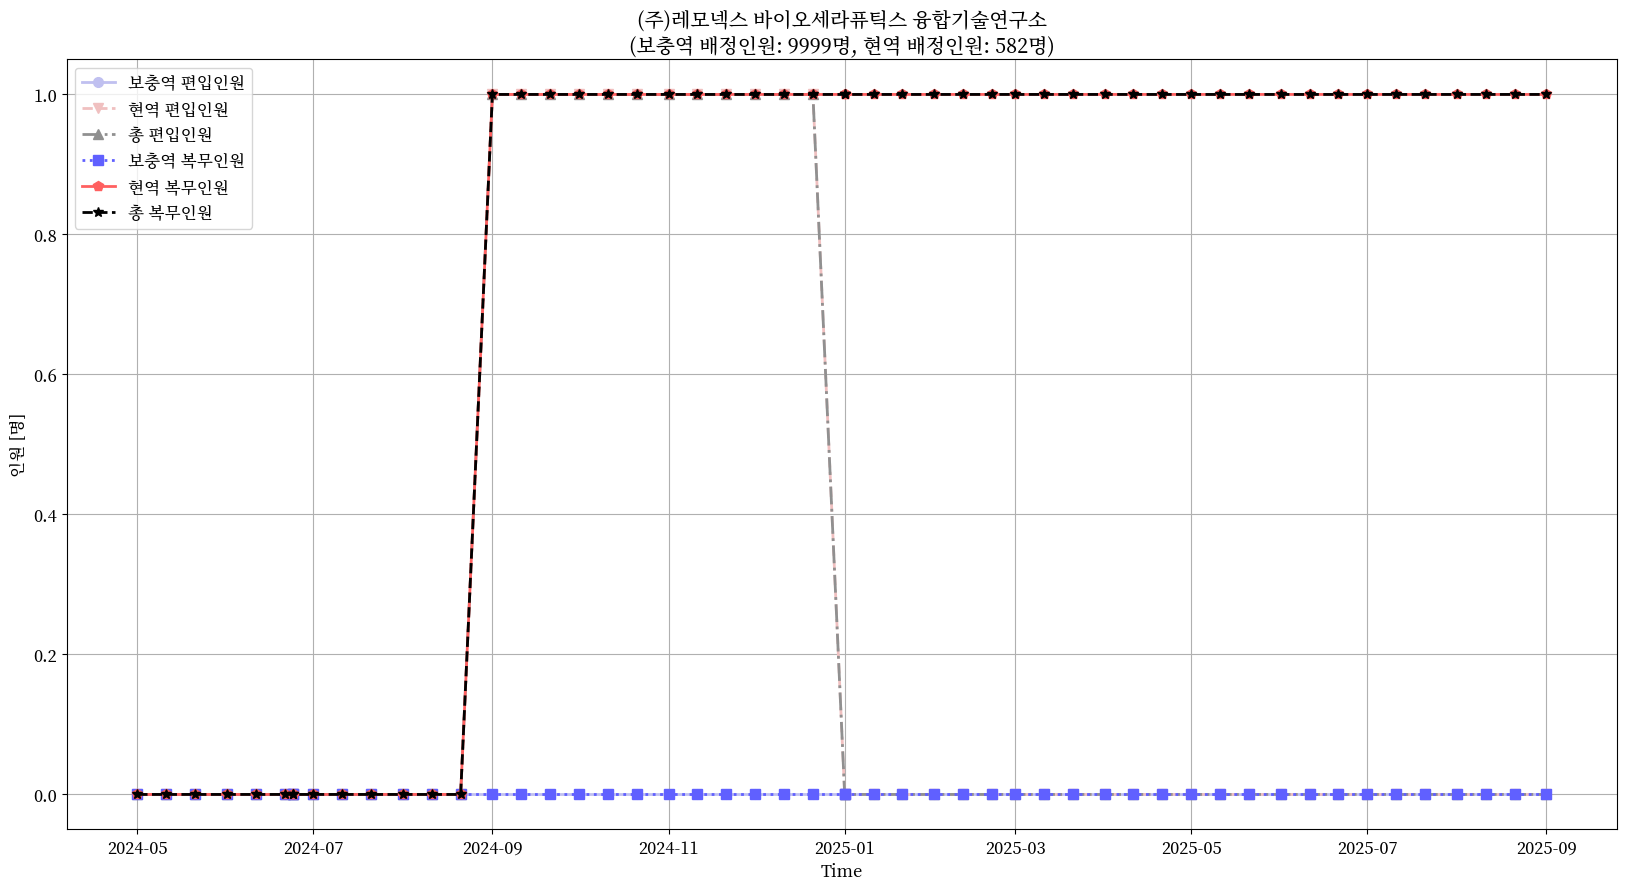 (주)레모넥스 바이오세라퓨틱스 융합기술연구소
(보충역 배정인원: 9999명, 현역 배정인원: 582명)
보충역 편입인원
현역 편입인원
총 편입인원
보충역 복무인원
현역 복무인원
총 복무인원
1.0
0.8
0.6
0.4
0.2
0.0
인원 [명]
2024-05
2024-07
2024-09
2024-11
2025-01
2025-03
2025-05
2025-07
2025-09
Time